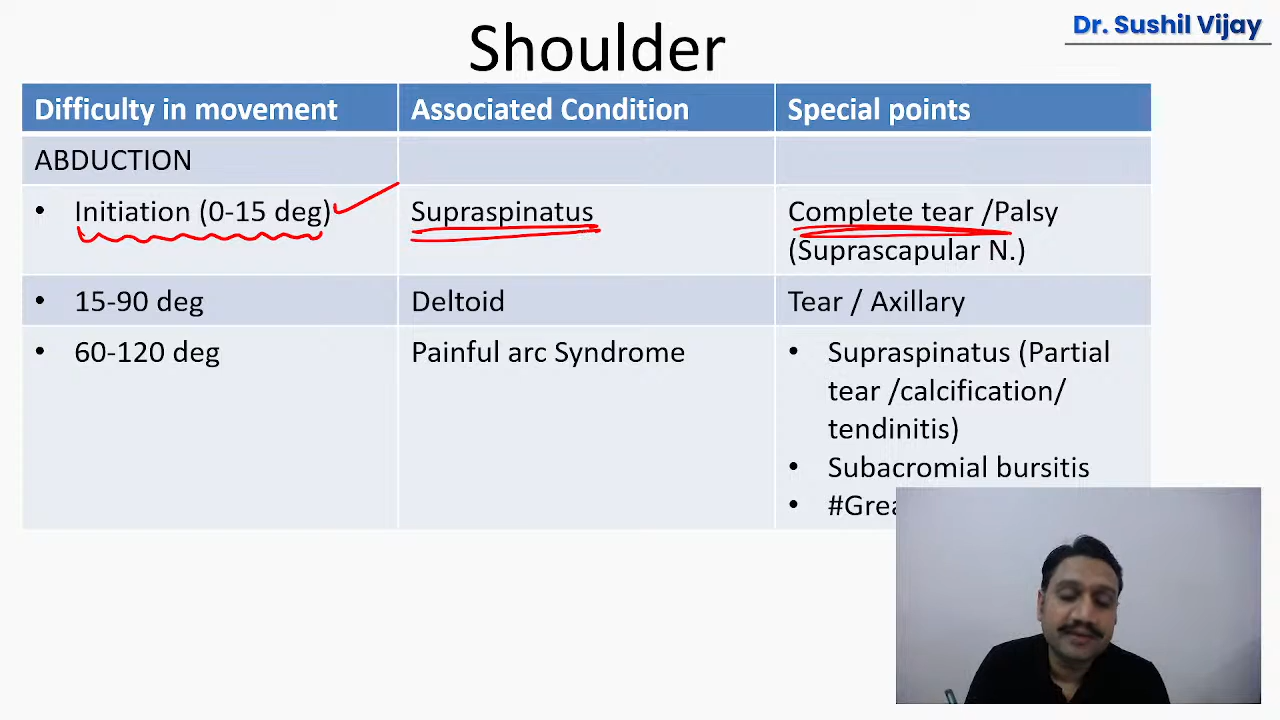 Shoulder
Dr. Sushil Vijay
Difficulty in movement Associated Condition Special points
ABDUCTION
• Initiation (0-15 deg) Supraspinatus Complete tear /Palsy
(Suprascapular N.)
• 15-90 deg Deltoid Tear / Axillary
• 60-120 deg Painful arc Syndrome • Supraspinatus (Partial
tear /calcification/
tendinitis)
• Subacromial bursitis